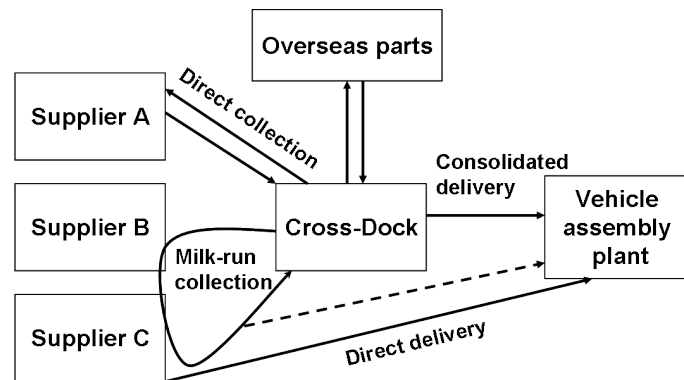 Overseas parts
Supplier A
Direct collection
Consolidated
delivery
Supplier B
Cross-Dock
Vehicle
assembly
plant
Milk-run
collection
Supplier C
Direct delivery